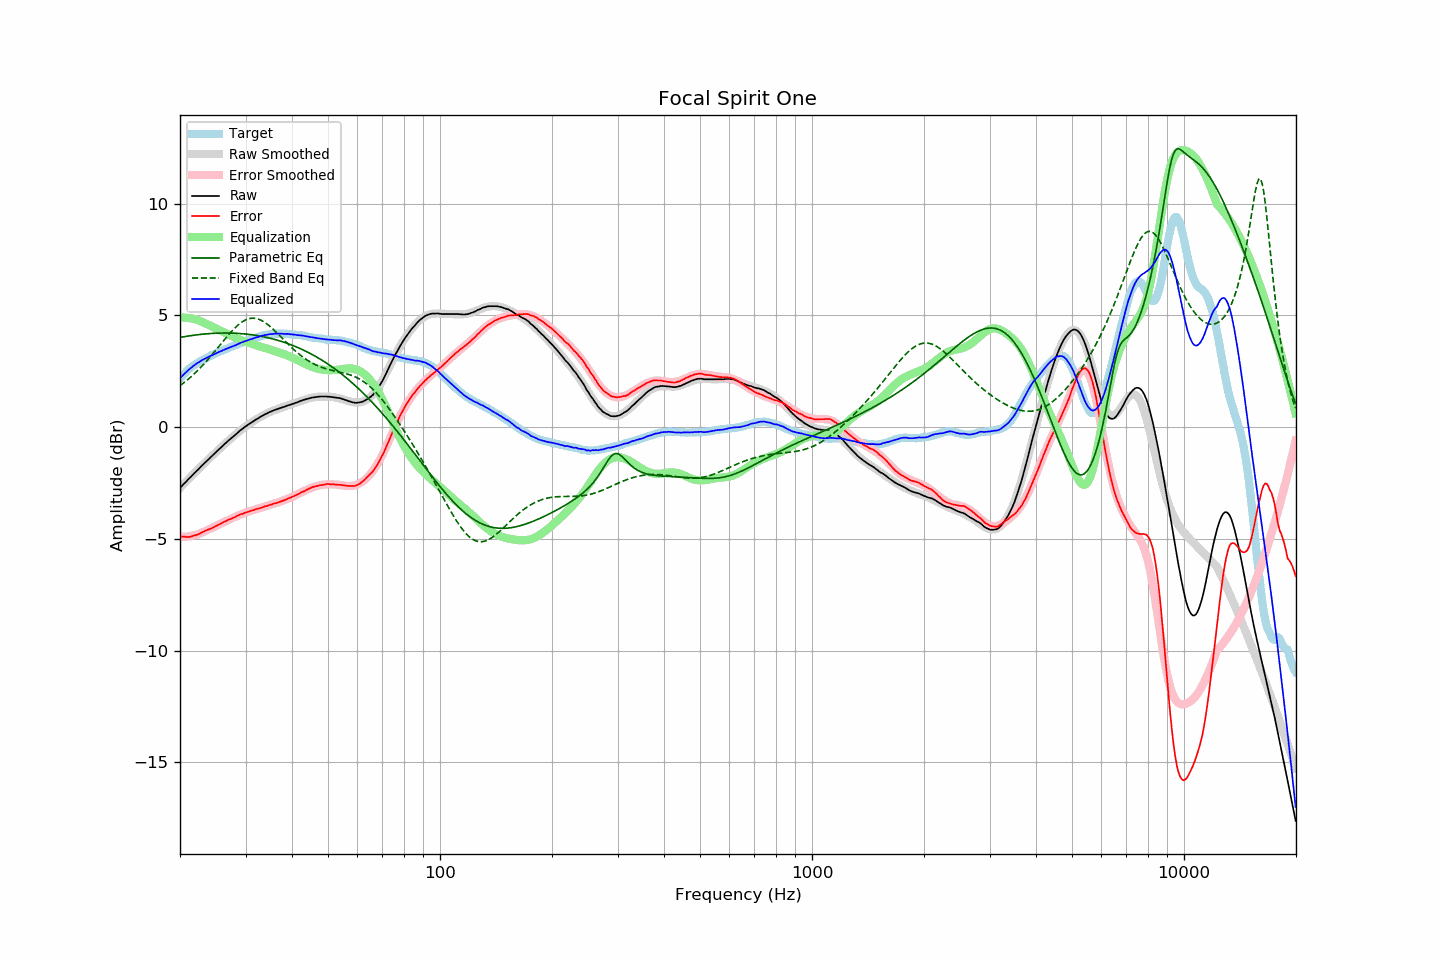 Focal Spirit One
Target
Raw Smoothed
Error Smoothed
Raw
Error
Equalization
Parametric Eq
Fixed Band Eq
Equalized
10
5
0
−5
−10
−15
Amplitude (dBr)
100
1000
10000
Frequency (Hz)